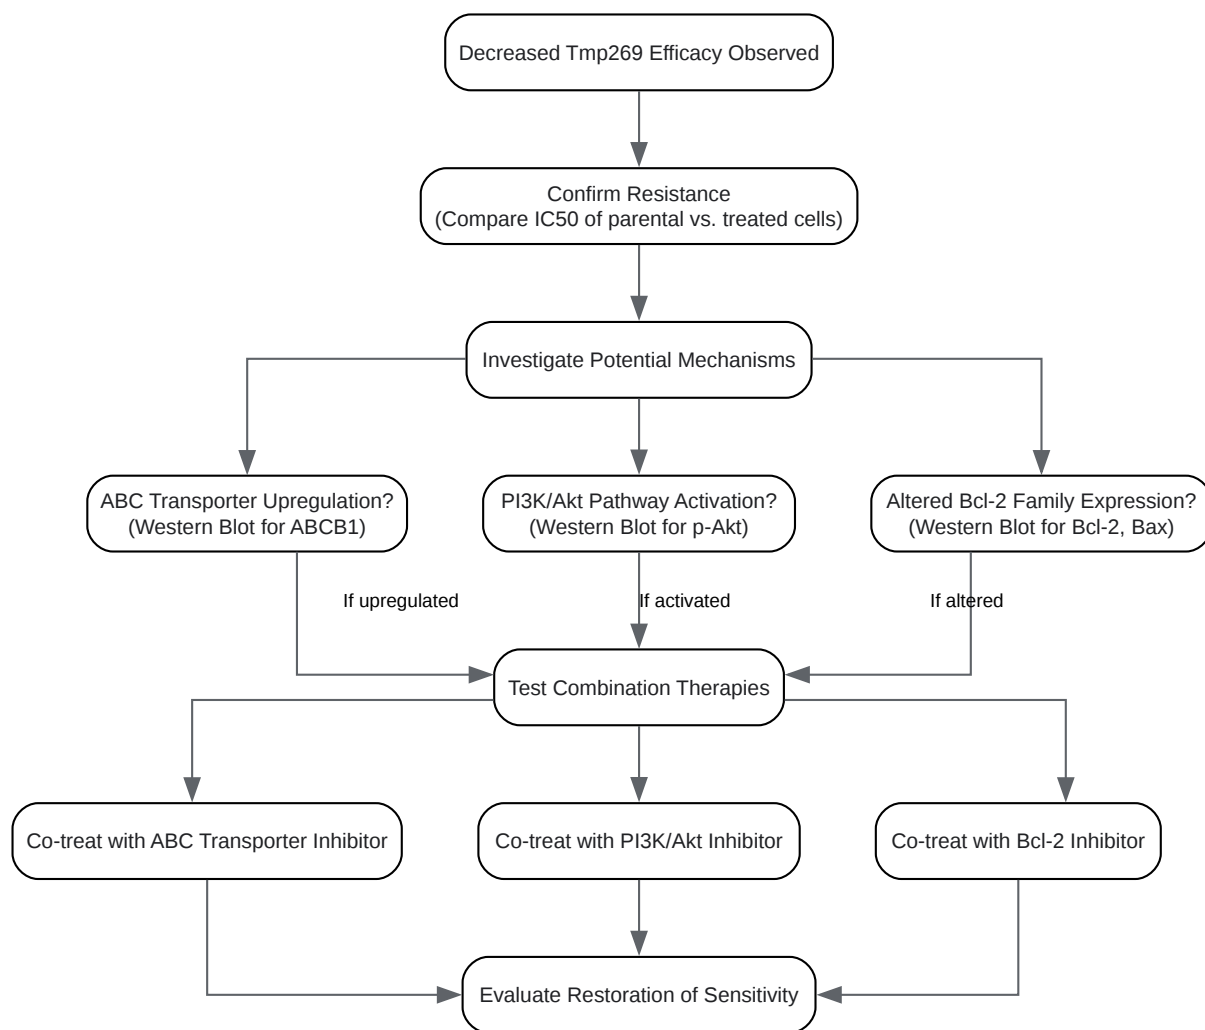 Decreased Tmp269 Efficacy Observed
Confirm Resistance
(Compare IC50 of parental vs. treated cells)
Investigate Potential Mechanisms
ABC Transporter Upregulation?
(Western Blot for ABCB1)
PI3K/Akt Pathway Activation?
(Western Blot for p-Akt)
Altered Bcl-2 Family Expression?
(Western Blot for Bcl-2, Bax)
If upregulated
If activated
If altered
Test Combination Therapies
Co-treat with ABC Transporter Inhibitor
Co-treat with PI3K/Akt Inhibitor
Co-treat with Bcl-2 Inhibitor
Evaluate Restoration of Sensitivity